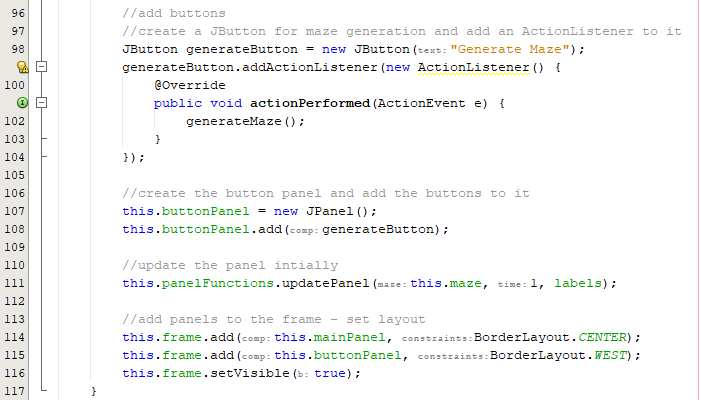 96 //add buttons
97 //create a JButton for maze generation and add an ActionListener to it
98 JButton generateButton = new JButton(text: "Generate Maze");
generateButton.addActionListener(new ActionListener() {
100 @Override
public void actionPerformed(ActionEvent e) {
102 generateMaze();
103 }
104 });
105
106 //create the button panel and add the buttons to it
107 this.buttonPanel = new JPanel();
108 this.buttonPanel.add(comp: generateButton);
109
110 //update the panel intially
111 this.panelFunctions.updatePanel(maze: this.maze, time: 1, labels);
112
113 //add panels to the frame - set layout
114 this.frame.add(comp: this.mainPanel, constraints: BorderLayout.CENTER);
115 this.frame.add(comp: this.buttonPanel, constraints: BorderLayout.WEST);
116 this.frame.setVisible(b: true);
117 }